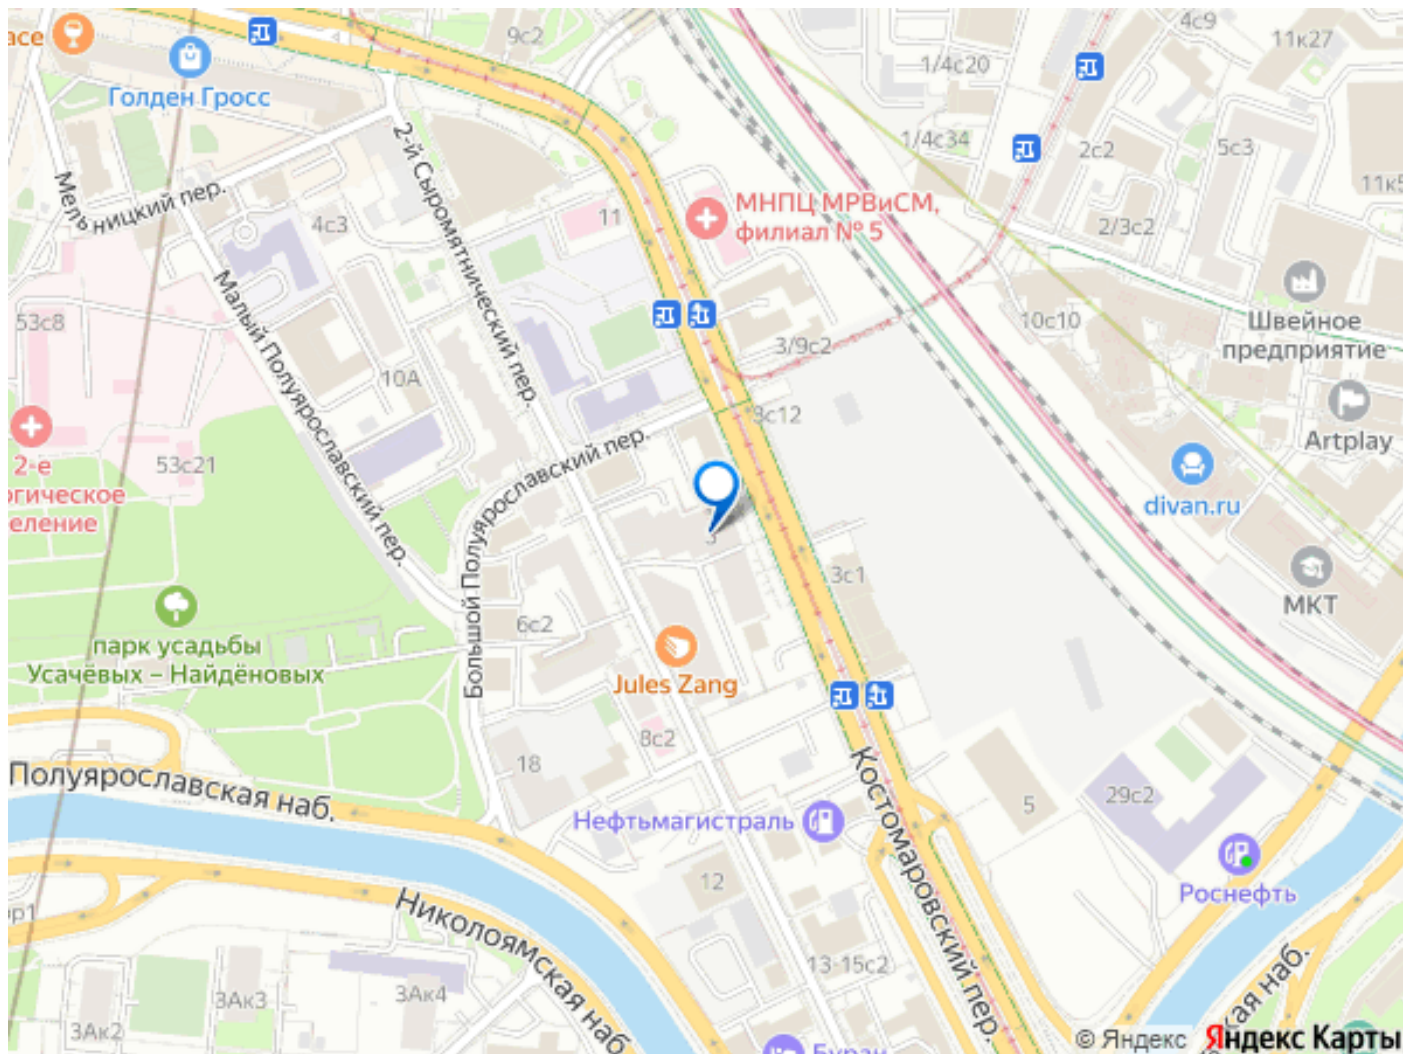 9с2
4с9
11к27
1/4с20
Голден Гросс
2-й Сыромятнический пер.
1/4с34
2с2
5с3
Мельницкий пер.
4с3
11
МНПЦ МРВиСМ,
филиал № 5
2/3с2
53с8
Малый Полуярославский пер.
10А
3/9с2
10с10
Швейное
предприятие
3с12
Artplay
2-е
53с21
Большой Полуярославский пер.
divan.ru
3с1
МКТ
парк усадьбы
Усачёвых – Найдёновых
6с2
Jules Zang
8с2
18
Полуярославская наб.
Нефтьмагистраль
Костомаровский пер.
5
29с2
12
Роснефть
Николоямская наб.
13-15с2
3Ак2
3Ак3
3Ак4
Буран
© Яндекс Яндекс Карты